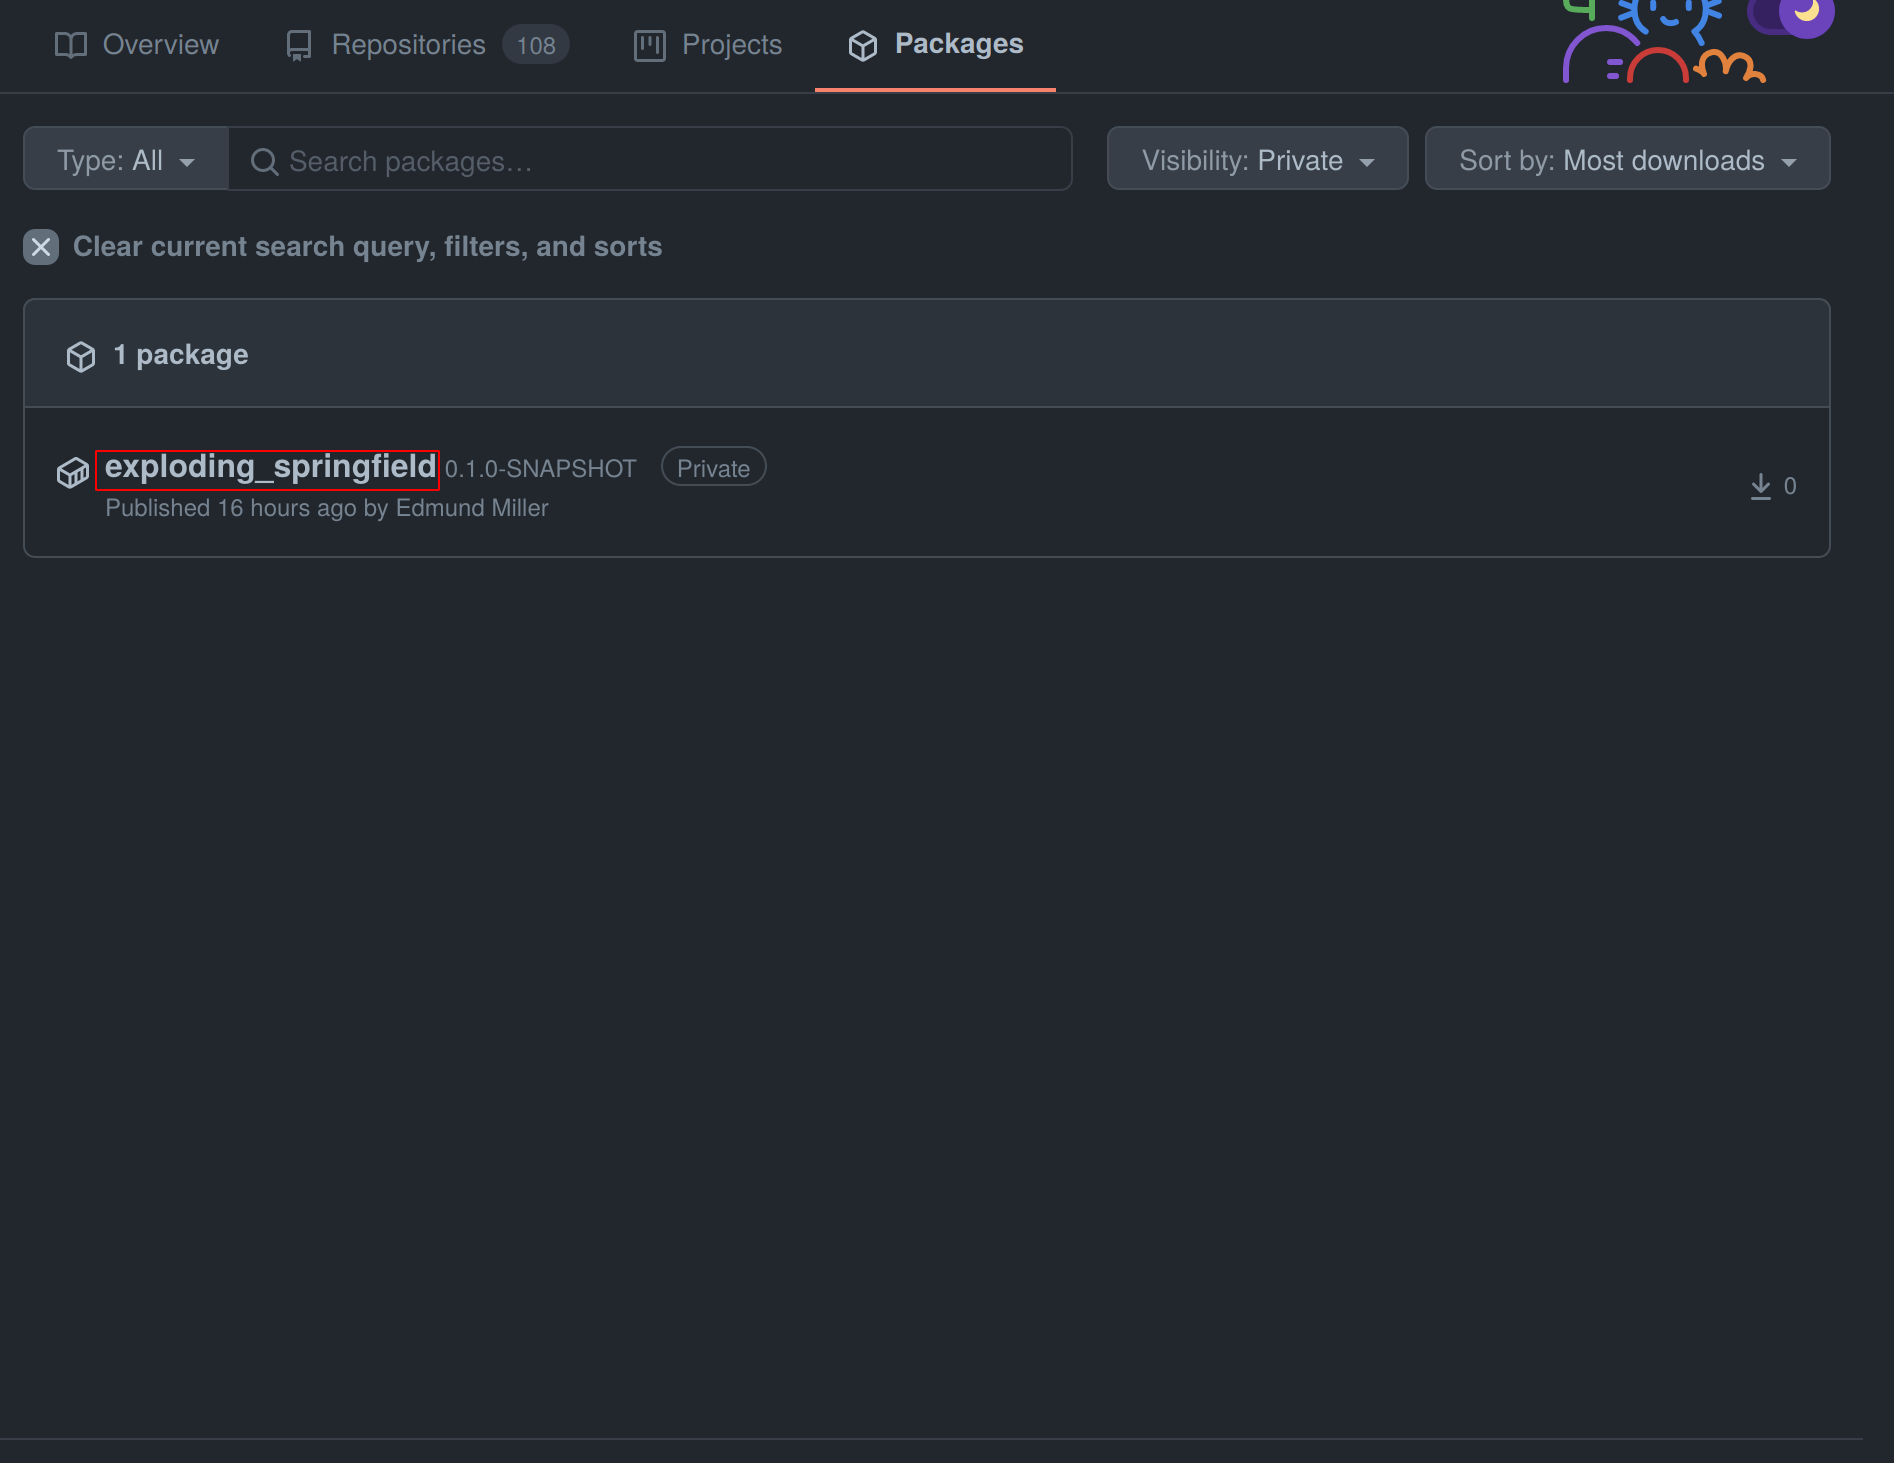 Overview Repositories 108 Projects Packages
Type: All Search packages… Visibility: Private Sort by: Most downloads
Clear current search query, filters, and sorts
1 package
exploding_springfield 0.1.0-SNAPSHOT Private
Published 16 hours ago by Edmund Miller
0